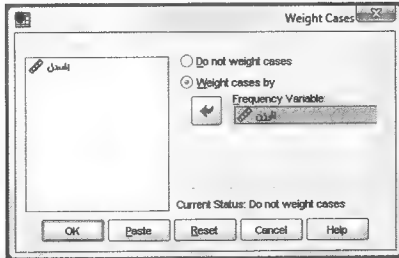 Weight Cases
Do not weight cases
Weight cases by
Frequency Variable:
Current Status: Do not weight cases
OK
Paste
Reset
Cancel
Help